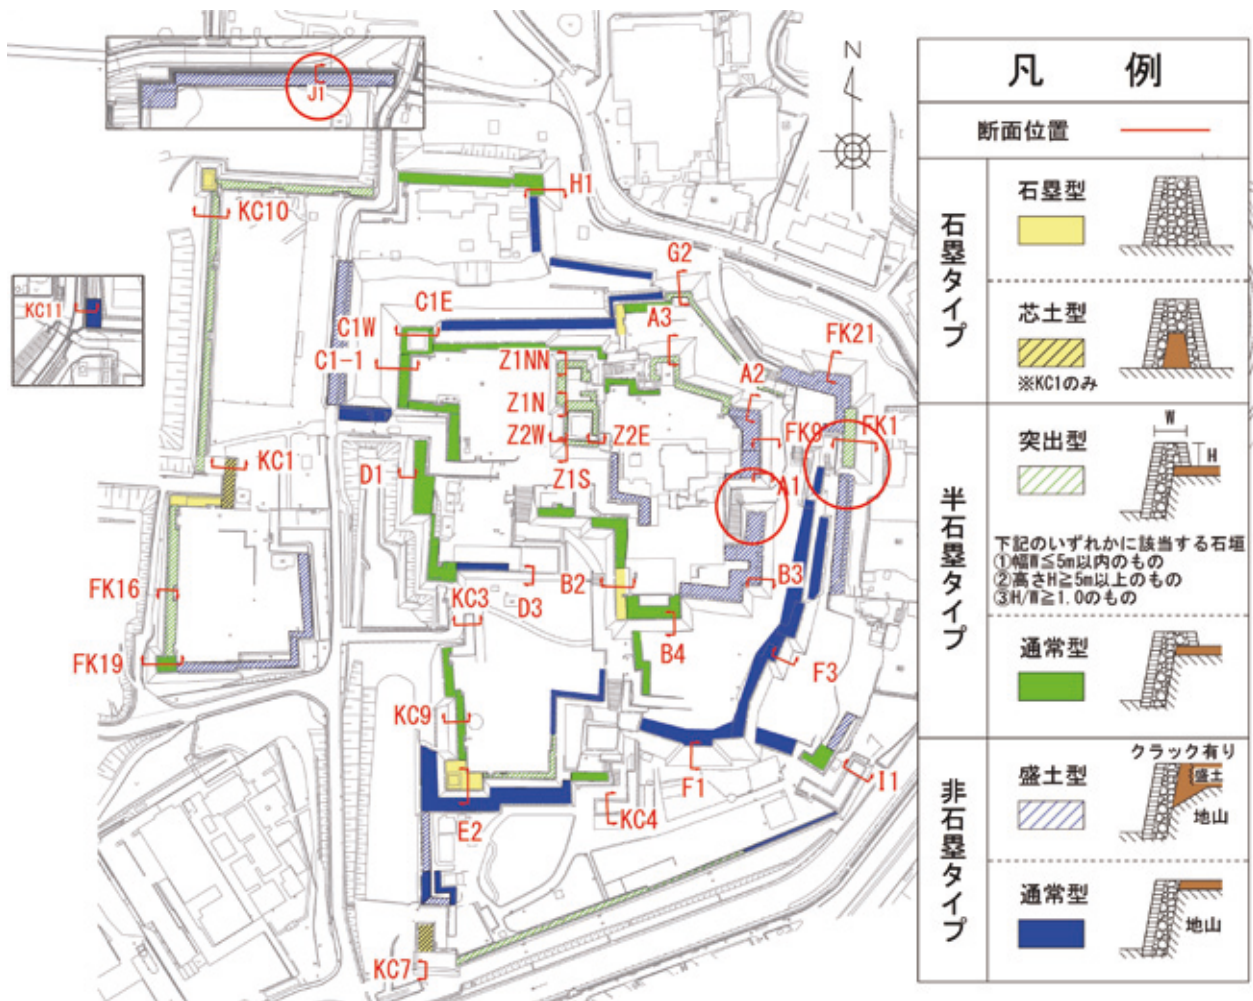 J1
N
H1
KC10
G2
KC11
C1E
A3
C1W
FK21
C1-1
Z1NN
A2
Z1N
FK9
FK1
Z2W
Z2E
KC1
D1
Z1S
A1
FK16
KC3
D3
B2
B3
FK19
B4
F3
KC9
F1
I1
E2
KC4
KC7
凡 例
断面位置
石塁タイプ
石塁型
芯土型
※KC1のみ
半石塁タイプ
突出型
W
H
下記のいずれかに該当する石垣
①幅W≦5m以内のもの
②高さH≧5m以上のもの
③H/W≧1.0のもの
通常型
非石塁タイプ
盛土型
クラック有り
盛土
地山
通常型
地山